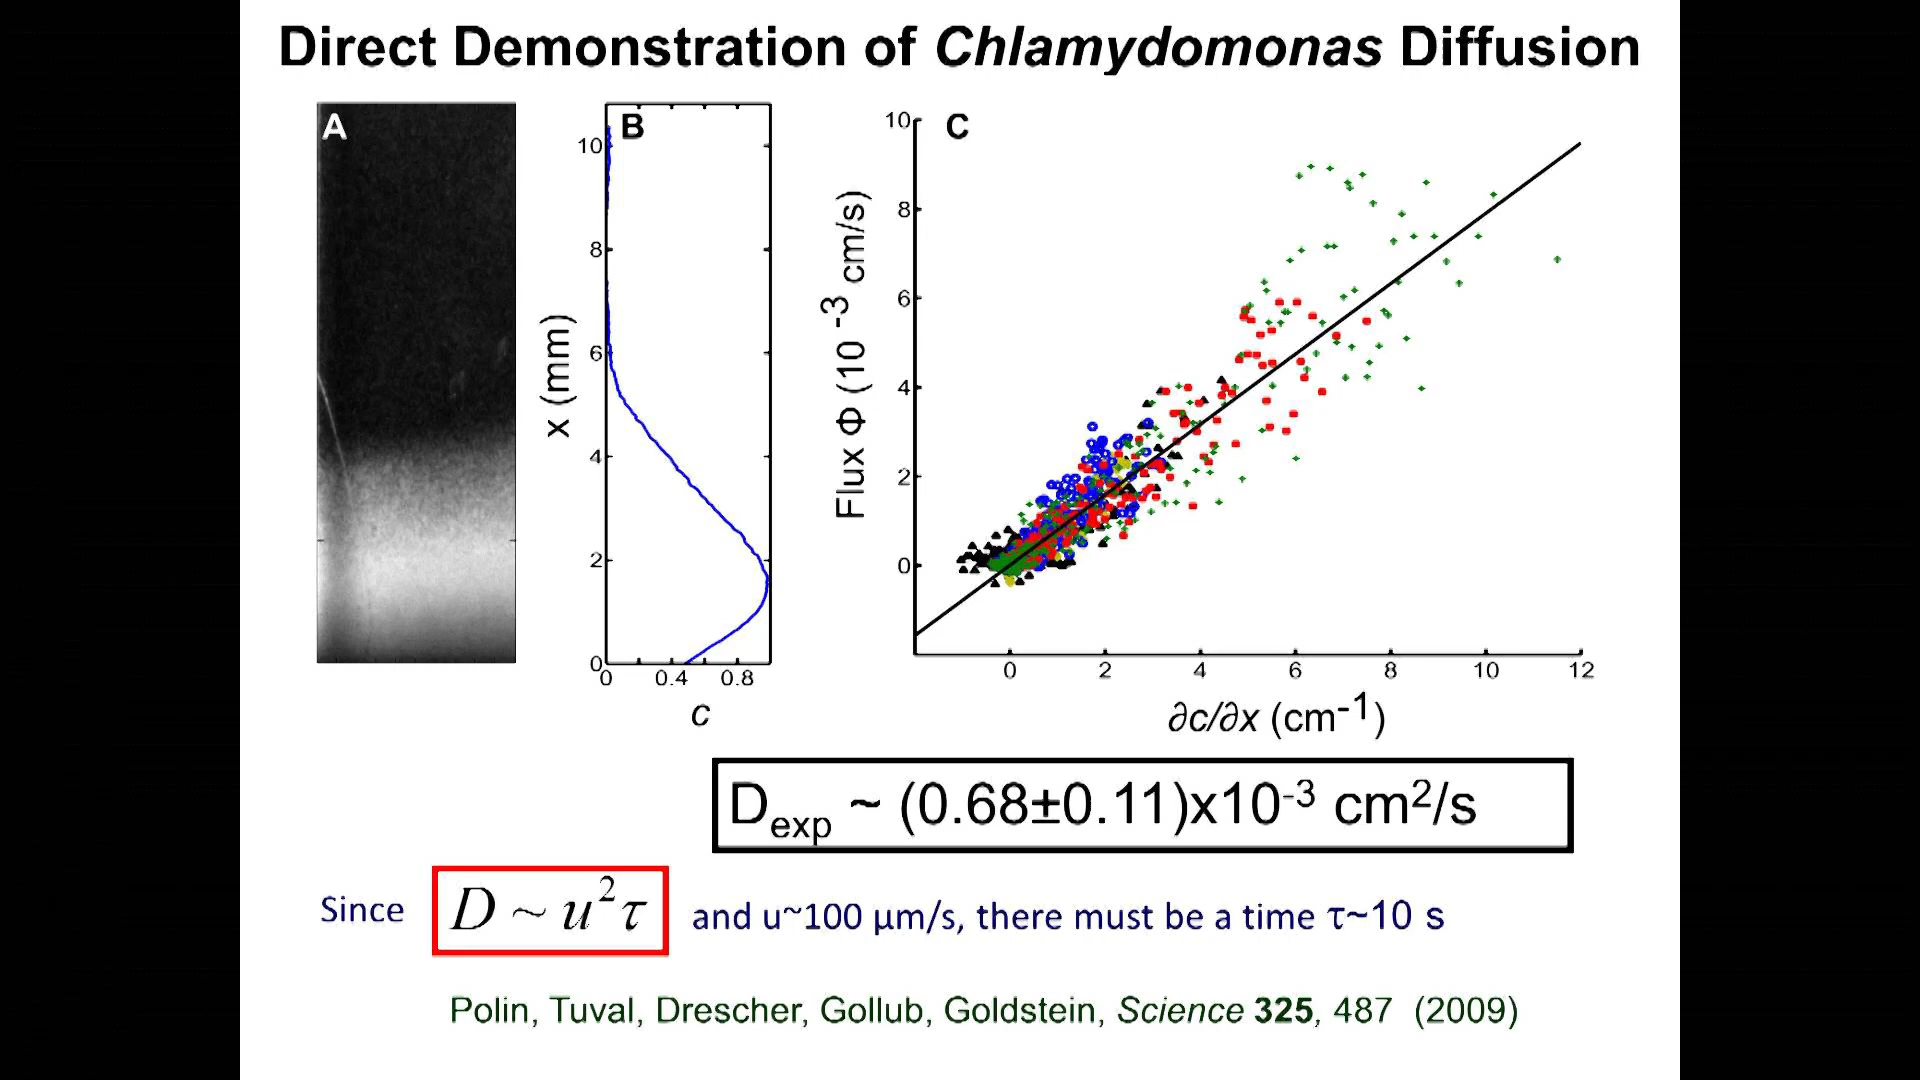 Direct Demonstration of Chlamydomonas Diffusion
A
B
10
8
6
4
2
0
x (mm)
0 0.4 0.8
c
C
10
8
6
4
2
0
Flux Φ (10 -3 cm/s)
0 2 4 6 8 10 12
∂c/∂x (cm-1)
Dexp ~ (0.68±0.11)x10-3 cm2/s
Since D ~ u2τ and u~100 μm/s, there must be a time τ~10 s
Polin, Tuval, Drescher, Gollub, Goldstein, Science 325, 487 (2009)